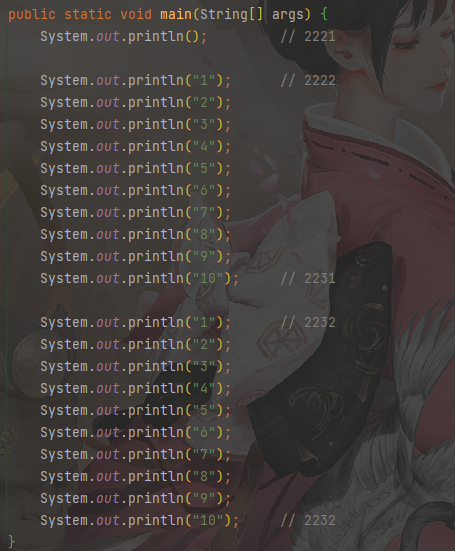 public static void main(String[] args) {
    System.out.println();         // 2221

    System.out.println("1");      // 2222
    System.out.println("2");
    System.out.println("3");
    System.out.println("4");
    System.out.println("5");
    System.out.println("6");
    System.out.println("7");
    System.out.println("8");
    System.out.println("9");
    System.out.println("10");     // 2231

    System.out.println("1");      // 2232
    System.out.println("2");
    System.out.println("3");
    System.out.println("4");
    System.out.println("5");
    System.out.println("6");
    System.out.println("7");
    System.out.println("8");
    System.out.println("9");
    System.out.println("10");     // 2232
}